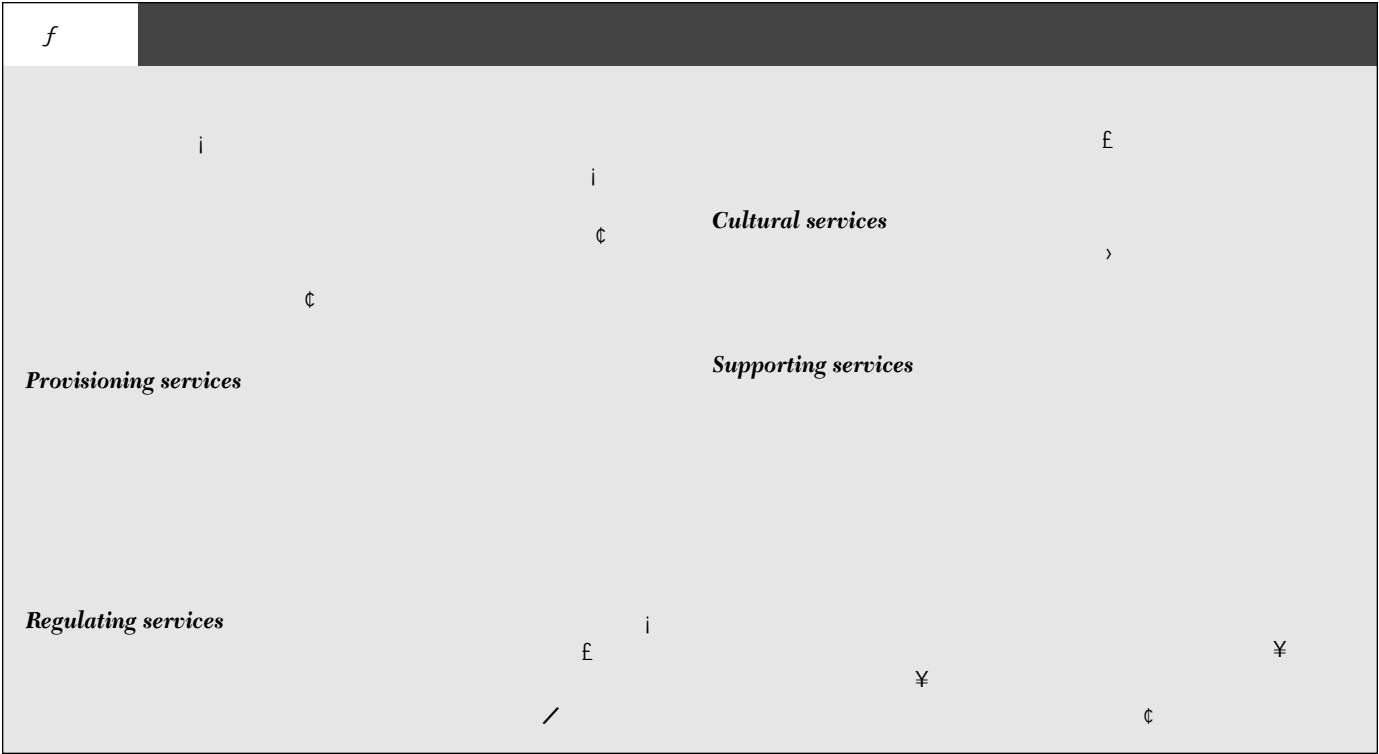 ƒ
¡
¡
¢
¢
Provisioning services
Regulating services
¡
£
⁄
£
Cultural services
›
Supporting services
¥
¥
¢